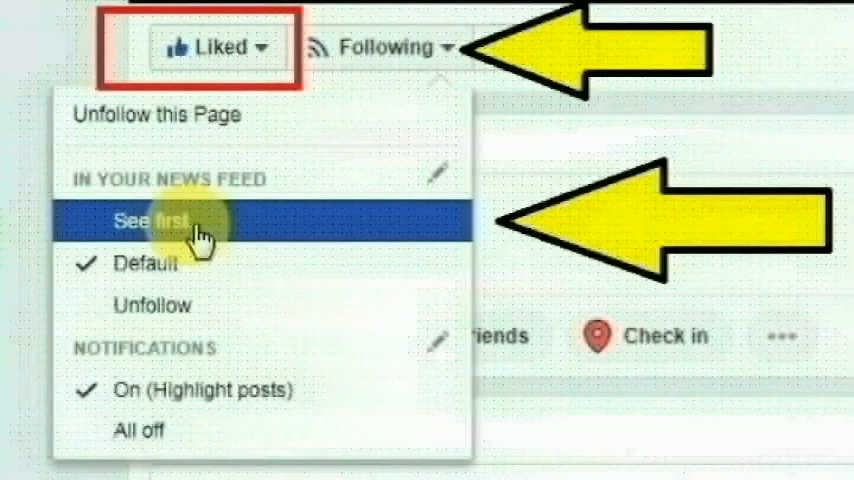 Liked Following
Unfollow this Page
IN YOUR NEWS FEED
See first
Default
Unfollow
riends Check in
NOTIFICATIONS
On (Highlight posts)
All off